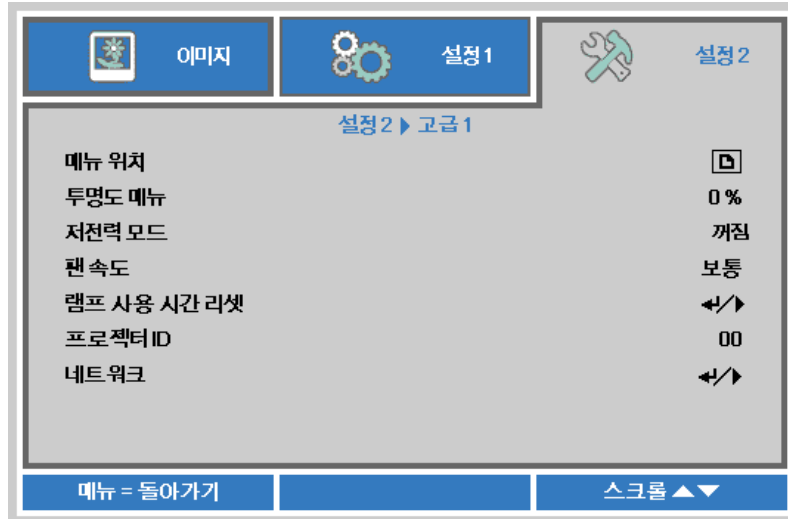 이미지
설정 1
설정 2
설정 2 ▶ 고급 1
메뉴 위치
투명도 메뉴 0 %
저전력 모드 꺼짐
팬 속도 보통
램프 사용 시간 리셋 ↵/▶
프로젝터 ID 00
네트워크 ↵/▶
메뉴 = 돌아가기
스크롤 ▲▼